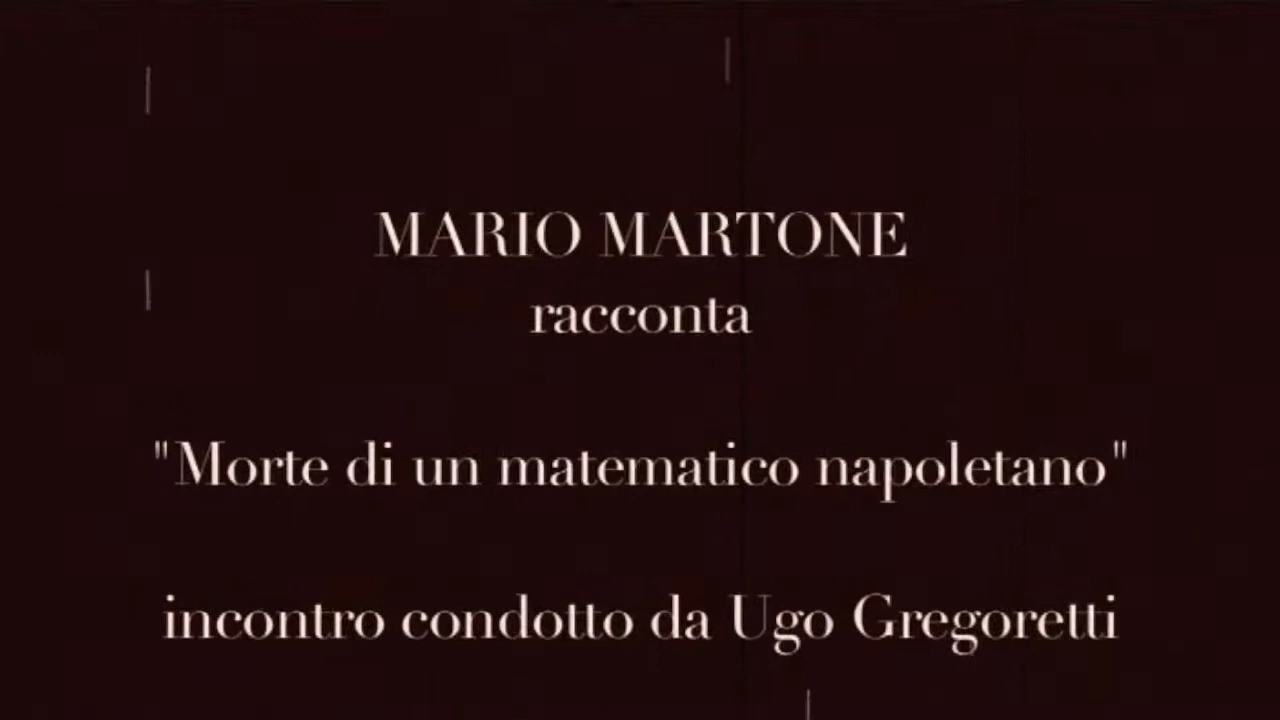 MARIO MARTONE
racconta
"Morte di un matematico napoletano"
incontro condotto da Ugo Gregoretti